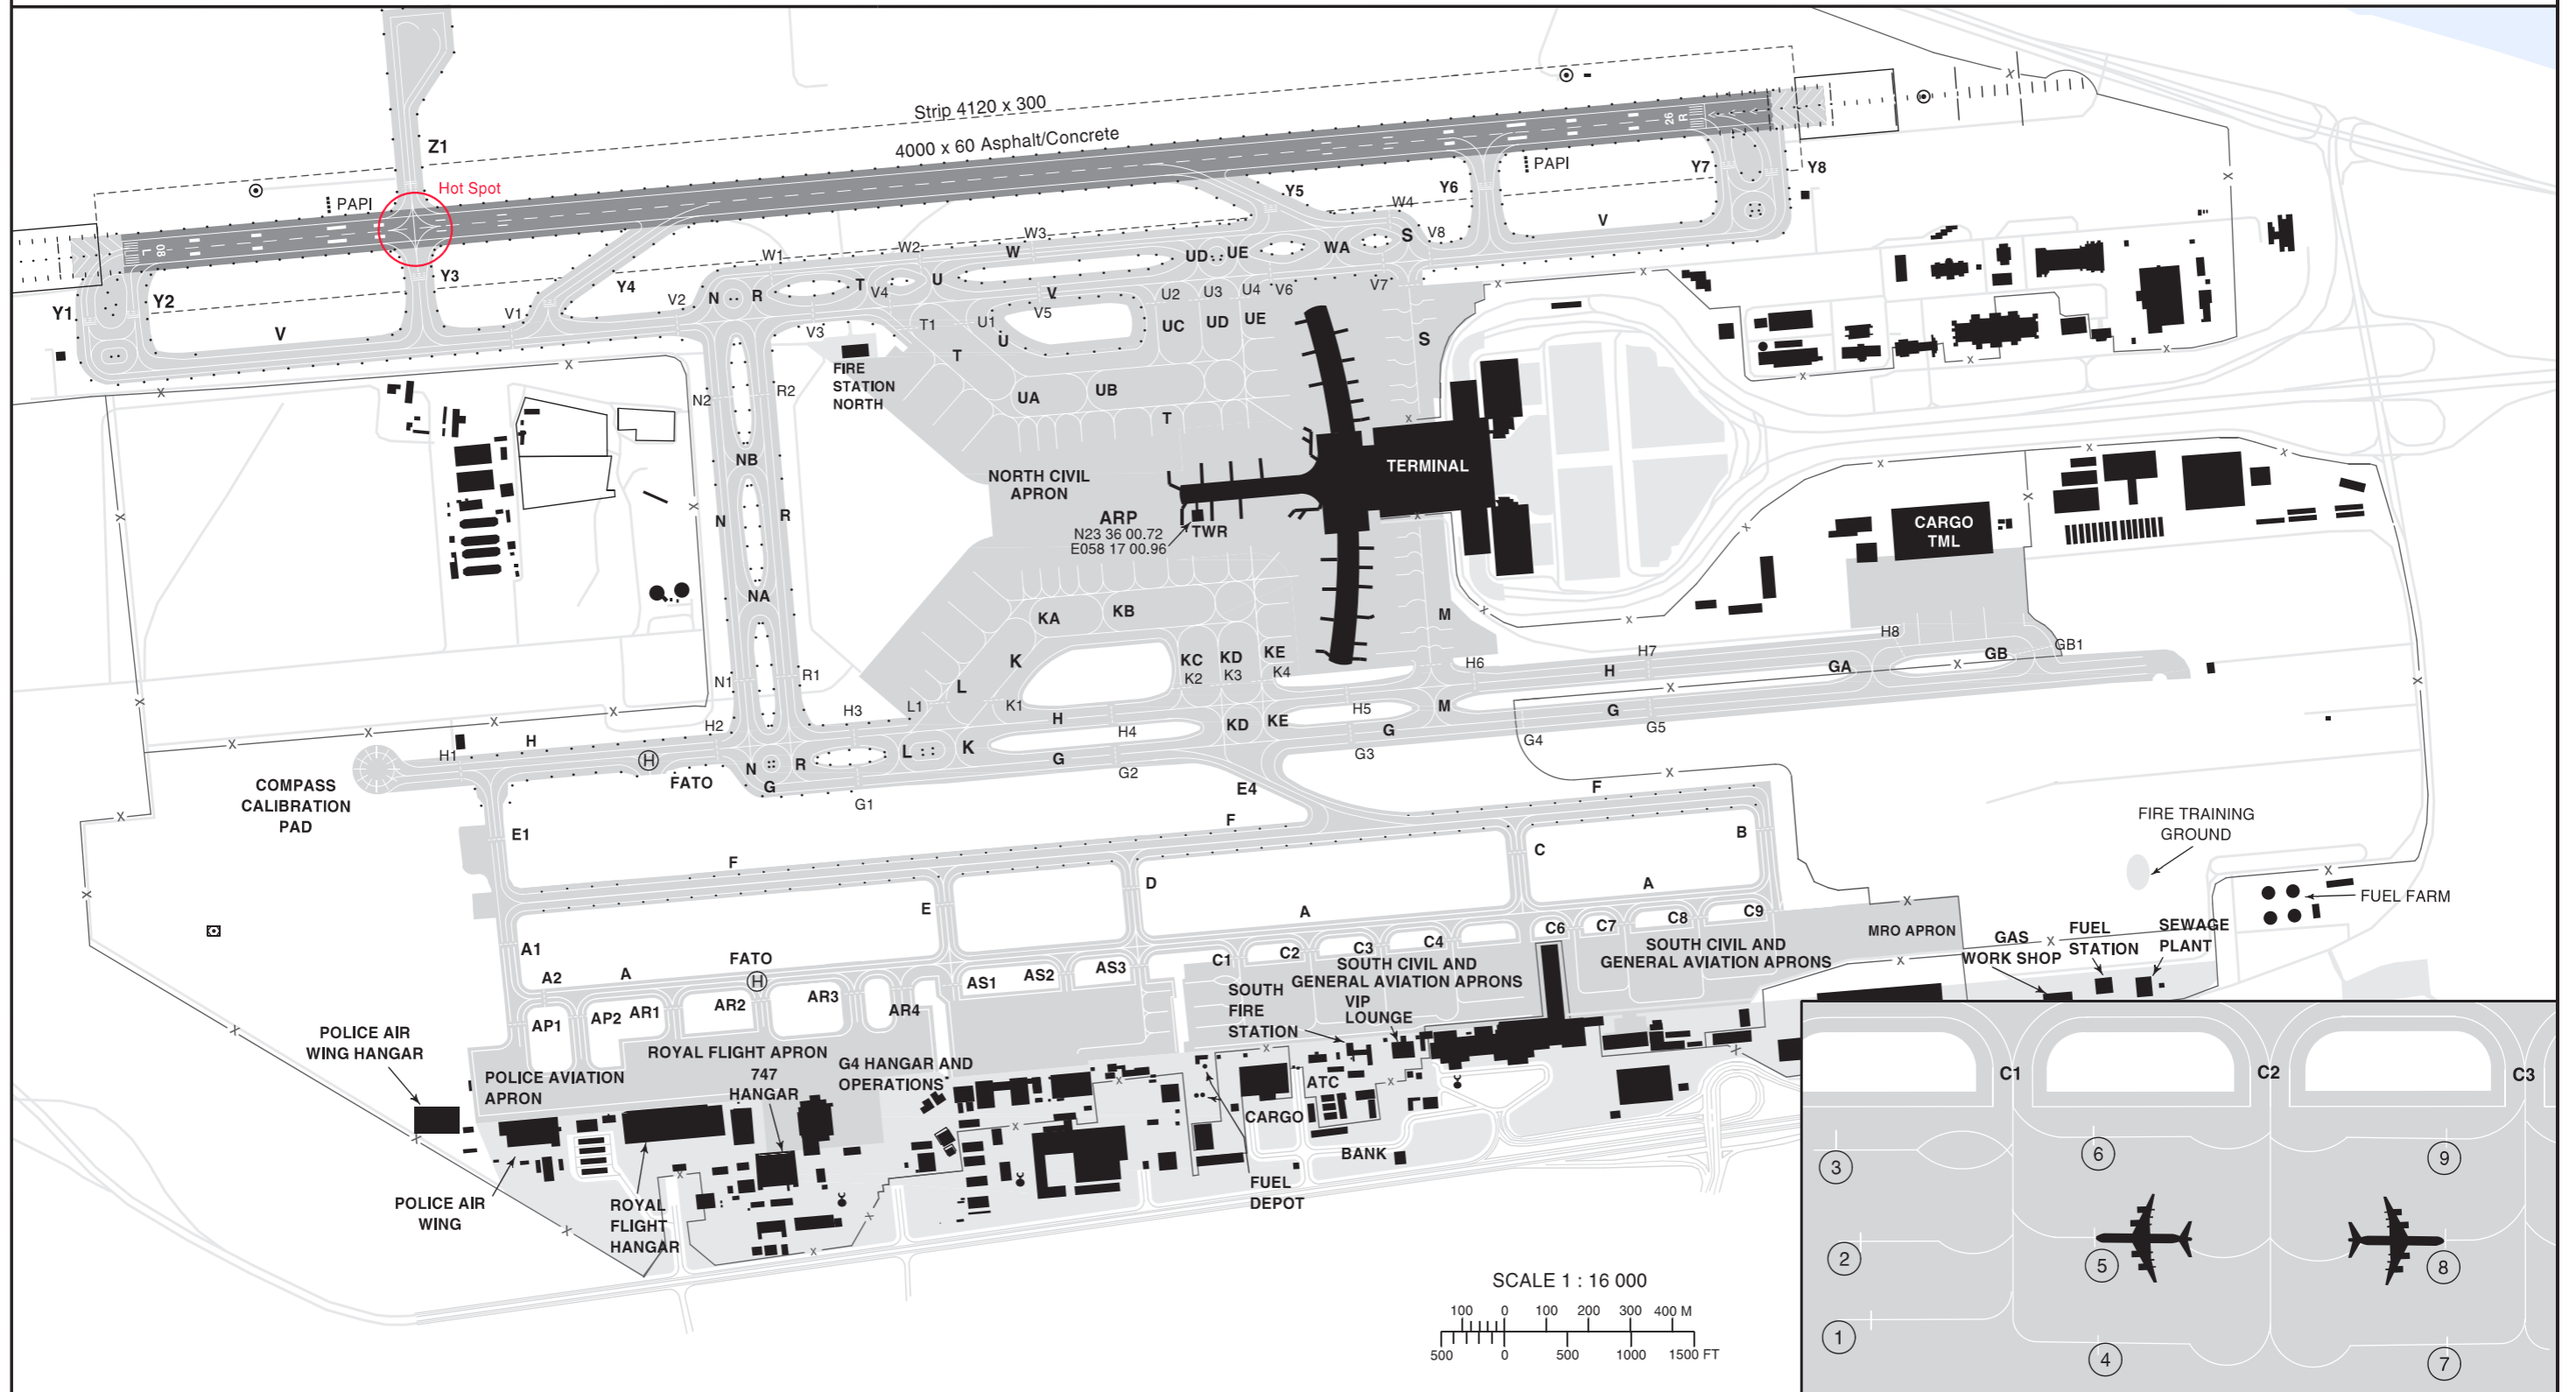 Strip 4120 x 300
4000 x 60 Asphalt/Concrete
Z1
Hot Spot
PAPI
08
L
26
R
PAPI
Y1
Y2
Y3
Y4
Y5
Y6
Y7
Y8
V
V
V
V1
V2
V3
V4
V5
V6
V7
V8
W1
W2
W3
W4
W
WA
S
S
N
R
T
U
UD
UE
U2
U3
U4
UC
UD
UE
T1
U1
U
T
UA
UB
T
FIRE
STATION
NORTH
N2
R2
NB
N
R
NA
N1
R1
NORTH CIVIL
APRON
ARP
N23 36 00.72
E058 17 00.96
TWR
TERMINAL
CARGO
TML
KA
KB
K
L
KC
KD
KE
K2
K3
K4
L1
K1
M
M
H
H1
H2
H3
H
H4
H5
H6
H7
H
H8
GA
GB
GB1
KD
KE
N
R
L
K
G
G1
G
G2
G3
G
G4
G
G5
COMPASS
CALIBRATION
PAD
H
FATO
E1
E4
F
F
F
E
D
C
B
A
A
A
A1
A2
FATO
H
AP1
AP2
AR1
AR2
AR3
AR4
AS1
AS2
AS3
C1
C2
C3
C4
C6
C7
C8
C9
FIRE TRAINING
GROUND
FUEL FARM
MRO APRON
GAS
WORK SHOP
FUEL
STATION
SEWAGE
PLANT
SOUTH CIVIL AND
GENERAL AVIATION APRONS
SOUTH CIVIL AND
GENERAL AVIATION APRONS
SOUTH
FIRE
STATION
VIP
LOUNGE
POLICE AIR
WING HANGAR
POLICE AVIATION
APRON
ROYAL FLIGHT APRON
747
HANGAR
G4 HANGAR AND
OPERATIONS
ATC
CARGO
BANK
FUEL
DEPOT
POLICE AIR
WING
ROYAL
FLIGHT
HANGAR
SCALE 1 : 16 000
100 0 100 200 300 400 M
500 0 500 1000 1500 FT
C1
C2
C3
3
6
9
2
5
8
1
4
7